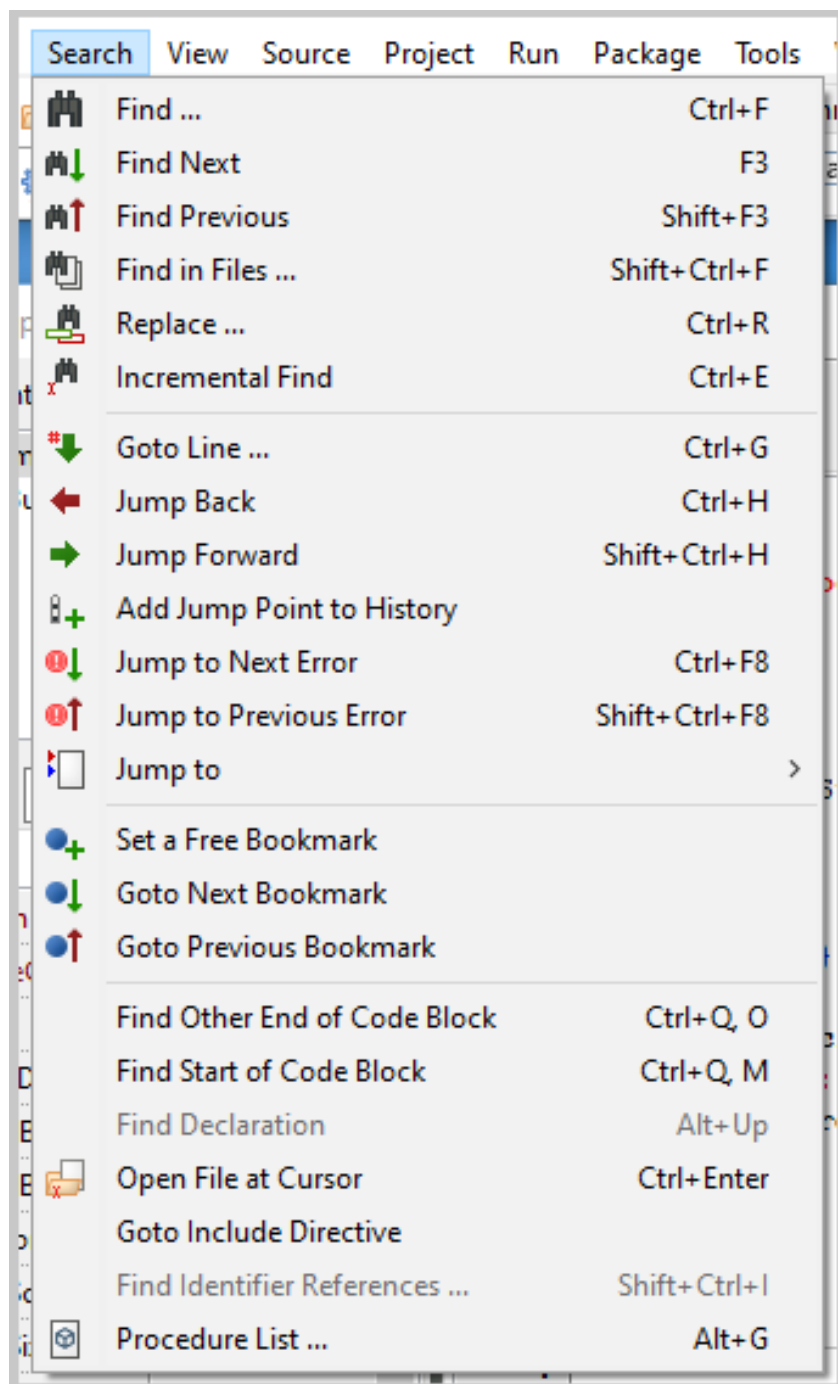 Search View Source Project Run Package Tools
Find ... Ctrl+F
Find Next F3
Find Previous Shift+F3
Find in Files ... Shift+Ctrl+F
Replace ... Ctrl+R
Incremental Find Ctrl+E
Goto Line ... Ctrl+G
Jump Back Ctrl+H
Jump Forward Shift+Ctrl+H
Add Jump Point to History
Jump to Next Error Ctrl+F8
Jump to Previous Error Shift+Ctrl+F8
Jump to
Set a Free Bookmark
Goto Next Bookmark
Goto Previous Bookmark
Find Other End of Code Block Ctrl+Q, O
Find Start of Code Block Ctrl+Q, M
Find Declaration Alt+Up
Open File at Cursor Ctrl+Enter
Goto Include Directive
Find Identifier References ... Shift+Ctrl+I
Procedure List ... Alt+G